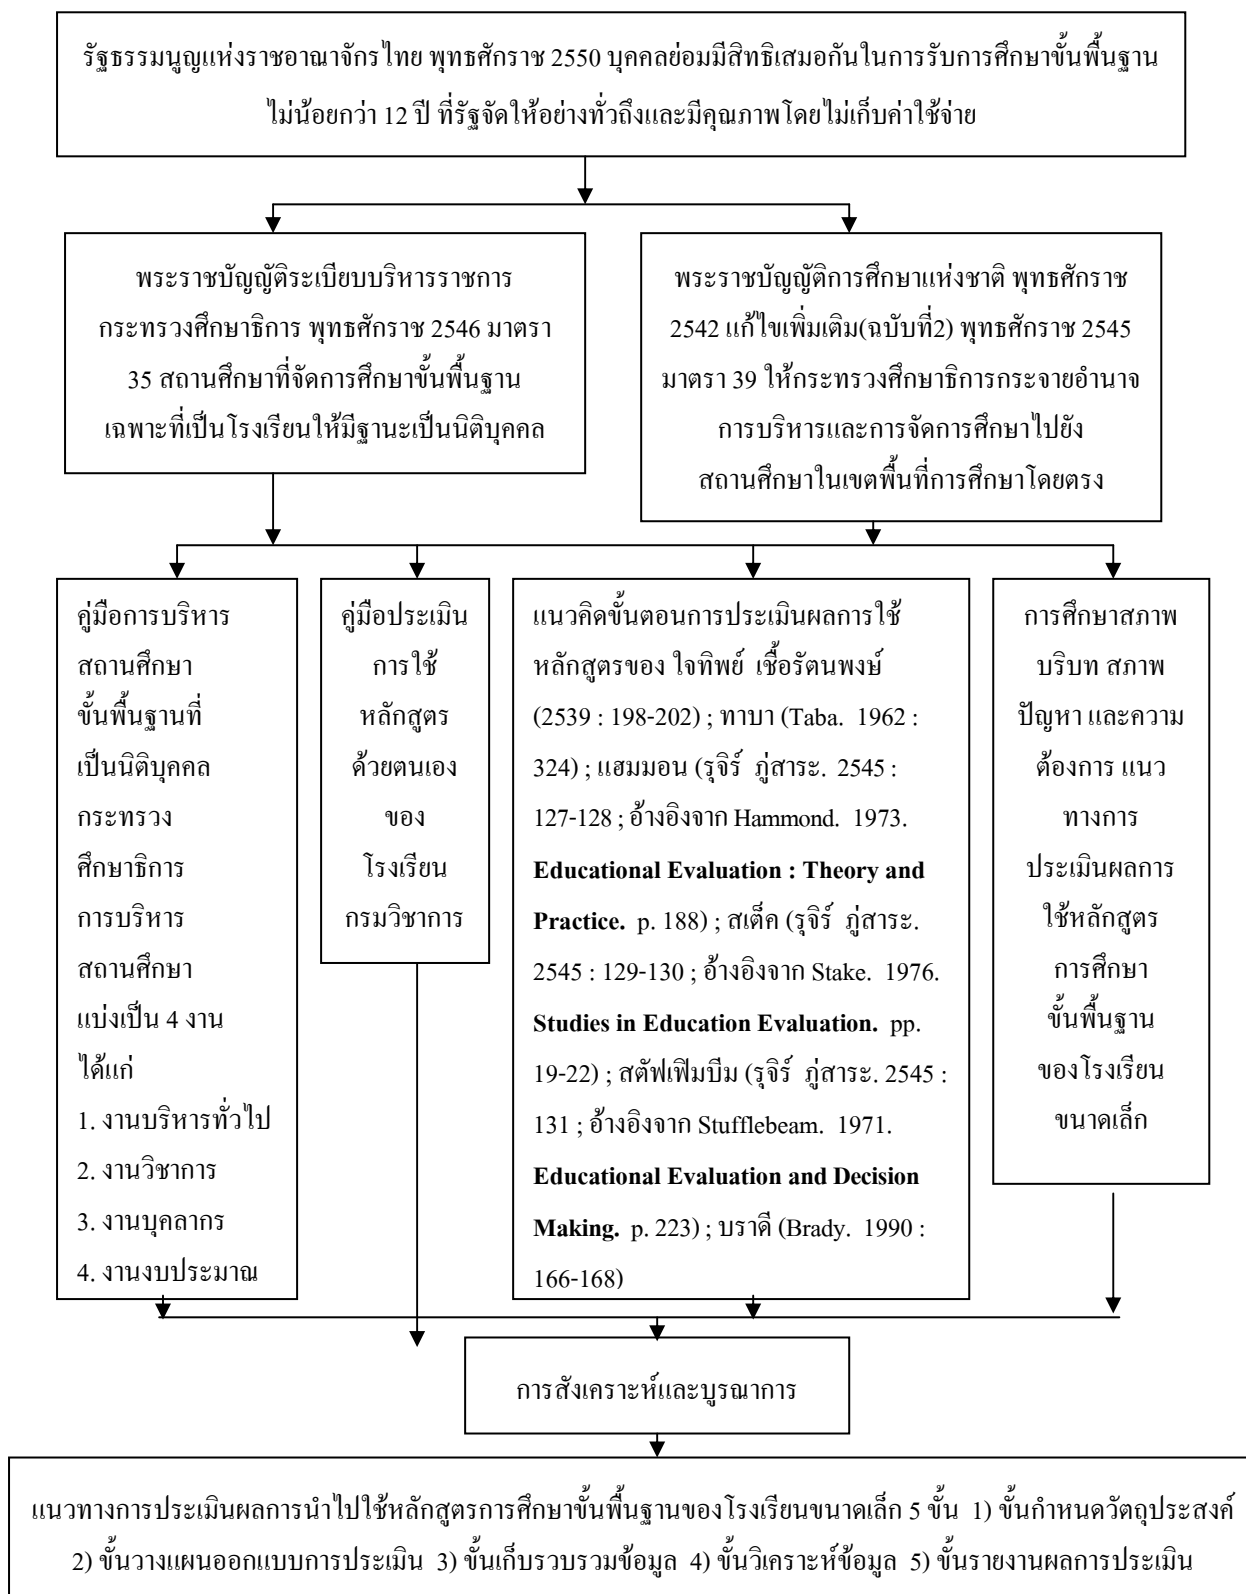 รัฐธรรมนูญแห่งราชอาณาจักรไทย พุทธศักราช 2550 บุคคลย่อมมีสิทธิเสมอกันในการรับการศึกษาขั้นพื้นฐาน
ไม่น้อยกว่า 12 ปี ที่รัฐจัดให้อย่างทั่วถึงและมีคุณภาพโดยไม่เก็บค่าใช้จ่าย
พระราชบัญญัติระเบียบบริหารราชการ
กระทรวงศึกษาธิการ พุทธศักราช 2546 มาตรา
35 สถานศึกษาที่จัดการศึกษาขั้นพื้นฐาน
เฉพาะที่เป็นโรงเรียนให้มีฐานะเป็นนิติบุคคล
พระราชบัญญัติการศึกษาแห่งชาติ พุทธศักราช
2542 แก้ไขเพิ่มเติม(ฉบับที่2) พุทธศักราช 2545
มาตรา 39 ให้กระทรวงศึกษาธิการกระจายอำนาจ
การบริหารและการจัดการศึกษาไปยัง
สถานศึกษาในเขตพื้นที่การศึกษาโดยตรง
คู่มือการบริหาร
สถานศึกษา
ขั้นพื้นฐานที่
เป็นนิติบุคคล
กระทรวง
ศึกษาธิการ
การบริหาร
สถานศึกษา
แบ่งเป็น 4 งาน
ได้แก่
1. งานบริหารทั่วไป
2. งานวิชาการ
3. งานบุคลากร
4. งานงบประมาณ
คู่มือประเมิน
การใช้
หลักสูตร
ด้วยตนเอง
ของ
โรงเรียน
กรมวิชาการ
แนวคิดขั้นตอนการประเมินผลการใช้
หลักสูตรของ ใจทิพย์ เชื้อรัตนพงษ์
(2539 : 198-202) ; ทาบา (Taba. 1962 :
324) ; แฮมมอน (รุจิร์ ภู่สาระ. 2545 :
127-128 ; อ้างอิงจาก Hammond. 1973.
Educational Evaluation : Theory and
Practice. p. 188) ; สเต็ค (รุจิร์ ภู่สาระ.
2545 : 129-130 ; อ้างอิงจาก Stake. 1976.
Studies in Education Evaluation. pp.
19-22) ; สตัฟเฟิมบีม (รุจิร์ ภู่สาระ. 2545 :
131 ; อ้างอิงจาก Stufflebeam. 1971.
Educational Evaluation and Decision
Making. p. 223) ; บราดี (Brady. 1990 :
166-168)
การศึกษาสภาพ
บริบท สภาพ
ปัญหา และความ
ต้องการ แนว
ทางการ
ประเมินผลการ
ใช้หลักสูตร
การศึกษา
ขั้นพื้นฐาน
ของโรงเรียน
ขนาดเล็ก
การสังเคราะห์และบูรณาการ
แนวทางการประเมินผลการนำไปใช้หลักสูตรการศึกษาขั้นพื้นฐานของโรงเรียนขนาดเล็ก 5 ขั้น 1) ขั้นกำหนดวัตถุประสงค์
2) ขั้นวางแผนออกแบบการประเมิน 3) ขั้นเก็บรวบรวมข้อมูล 4) ขั้นวิเคราะห์ข้อมูล 5) ขั้นรายงานผลการประเมิน